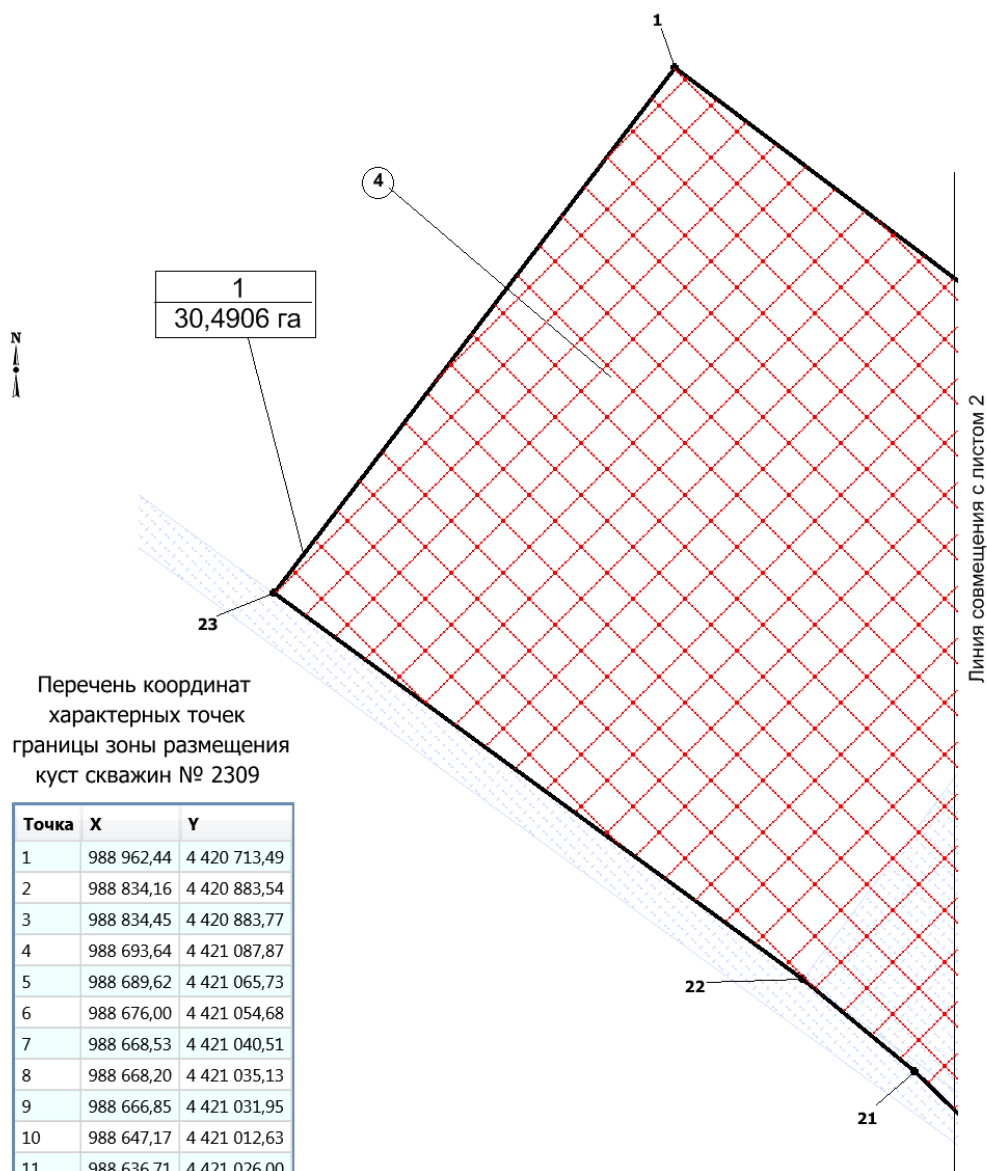 1
4
1
30,4906 га
N
Линия совмещения с листом 2
23
22
21
Перечень координат
характерных точек
границы зоны размещения
куст скважин № 2309
Точка X Y
1 988 962,44 4 420 713,49
2 988 834,16 4 420 883,54
3 988 834,45 4 420 883,77
4 988 693,64 4 421 087,87
5 988 689,62 4 421 065,73
6 988 676,00 4 421 054,68
7 988 668,53 4 421 040,51
8 988 668,20 4 421 035,13
9 988 666,85 4 421 031,95
10 988 647,17 4 421 012,63
11 988 636,71 4 421 026,00